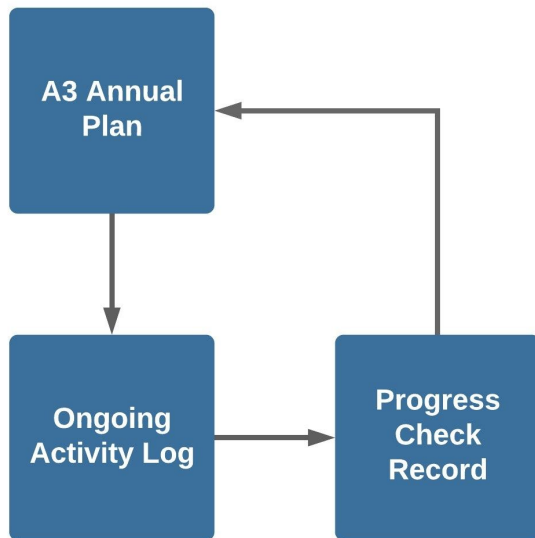 A3 Annual
Plan
Ongoing
Activity Log
Progress
Check
Record